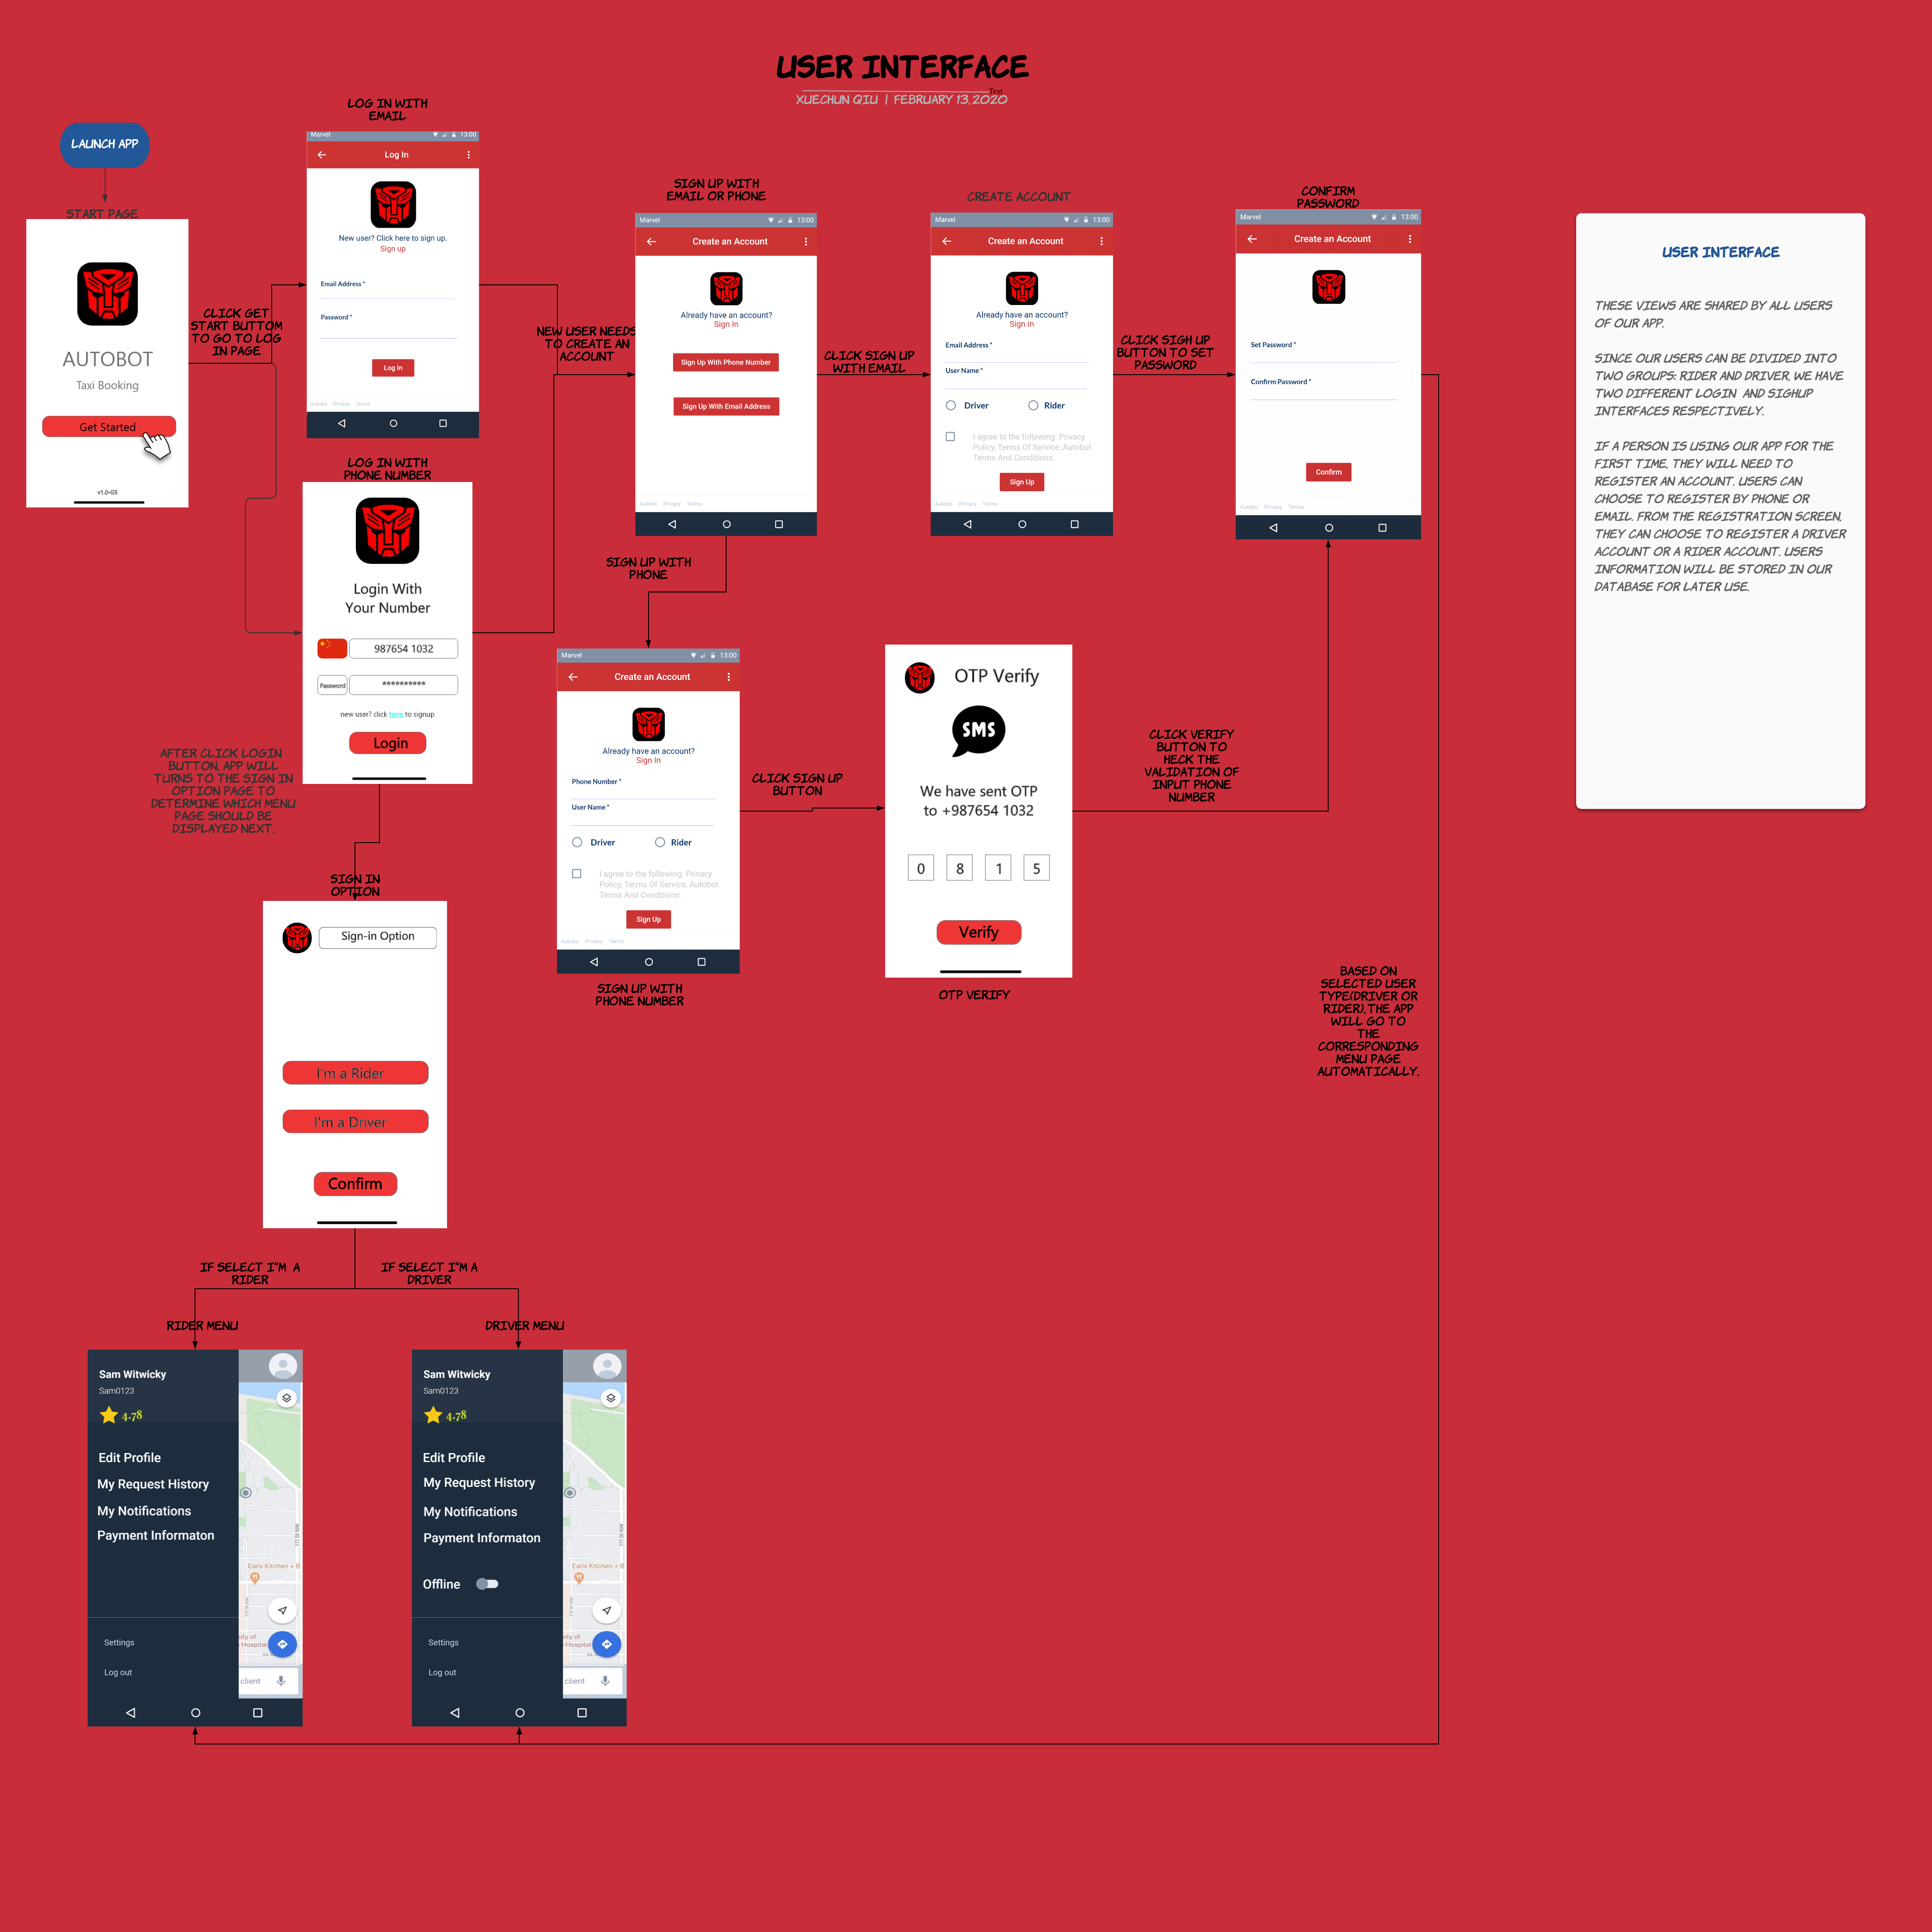 USER INTERFACE
Text
XUECHUN QIU | FEBRUARY 13, 2020
LAUNCH APP
START PAGE
AUTOBOT
Taxi Booking
Get Started
v1.0-G5
CLICK GET
START BUTTOM
TO GO TO LOG
IN PAGE
LOG IN WITH
EMAIL
Marvel
13:00
Log In
New user? Click here to sign up.
Sign up
Email Address *
Password *
Log In
Autobo Privacy Terms
LOG IN WITH
PHONE NUMBER
Login With
Your Number
987654 1032
Password
**********
new user? click here to signup
Login
NEW USER NEEDS
TO CREATE AN
ACCOUNT
SIGN UP WITH
EMAIL OR PHONE
Marvel
13:00
Create an Account
Already have an account?
Sign In
Sign Up With Phone Number
Sign Up With Email Address
Autobo Privacy Terms
CLICK SIGN UP
WITH EMAIL
CREATE ACCOUNT
Marvel
13:00
Create an Account
Already have an account?
Sign In
Email Address *
User Name *
Driver
Rider
I agree to the following: Privacy
Policy, Terms Of Service, Autobot
Terms And Conditions.
Sign Up
Autobo Privacy Terms
CLICK SIGH UP
BUTTON TO SET
PASSWORD
CONFIRM
PASSWORD
Marvel
13:00
Create an Account
Set Password *
Confirm Password *
Confirm
Autobo Privacy Terms
USER INTERFACE
THESE VIEWS ARE SHARED BY ALL USERS
OF OUR APP.
SINCE OUR USERS CAN BE DIVIDED INTO
TWO GROUPS: RIDER AND DRIVER, WE HAVE
TWO DIFFERENT LOGIN AND SIGHUP
INTERFACES RESPECTIVELY.
IF A PERSON IS USING OUR APP FOR THE
FIRST TIME, THEY WILL NEED TO
REGISTER AN ACCOUNT. USERS CAN
CHOOSE TO REGISTER BY PHONE OR
EMAIL. FROM THE REGISTRATION SCREEN,
THEY CAN CHOOSE TO REGISTER A DRIVER
ACCOUNT OR A RIDER ACCOUNT. USERS
INFORMATION WILL BE STORED IN OUR
DATABASE FOR LATER USE.
SIGN UP WITH
PHONE
Marvel
13:00
Create an Account
Already have an account?
Sign In
Phone Number *
User Name *
Driver
Rider
I agree to the following: Privacy
Policy, Terms Of Service, Autobot
Terms And Conditions.
Sign Up
Autobo Privacy Terms
SIGN UP WITH
PHONE NUMBER
CLICK SIGN UP
BUTTON
OTP Verify
SMS
We have sent OTP
to +987654 1032
0 8 1 5
Verify
OTP VERIFY
CLICK VERIFY
BUTTON TO
HECK THE
VALIDATION OF
INPUT PHONE
NUMBER
BASED ON
SELECTED USER
TYPE(DRIVER OR
RIDER),THE APP
WILL GO TO
THE
CORRESPONDING
MENU PAGE
AUTOMATICALLY.
AFTER CLICK LOGIN
BUTTON, APP WILL
TURNS TO THE SIGN IN
OPTION PAGE TO
DETERMINE WHICH MENU
PAGE SHOULD BE
DISPLAYED NEXT.
SIGN IN
OPTION
Sign-in Option
I'm a Rider
I'm a Driver
Confirm
IF SELECT I"M A
RIDER
IF SELECT I"M A
DRIVER
RIDER MENU
Sam Witwicky
Sam0123
4.78
Edit Profile
My Request History
My Notifications
Payment Informaton
Settings
Log out
111 St NW
Earls Kitchen + B
112 St NW
sity of
Hospital
client
DRIVER MENU
Sam Witwicky
Sam0123
4.78
Edit Profile
My Request History
My Notifications
Payment Informaton
Offline
Settings
Log out
111 St NW
Earls Kitchen + B
112 St NW
sity of
Hospital
client